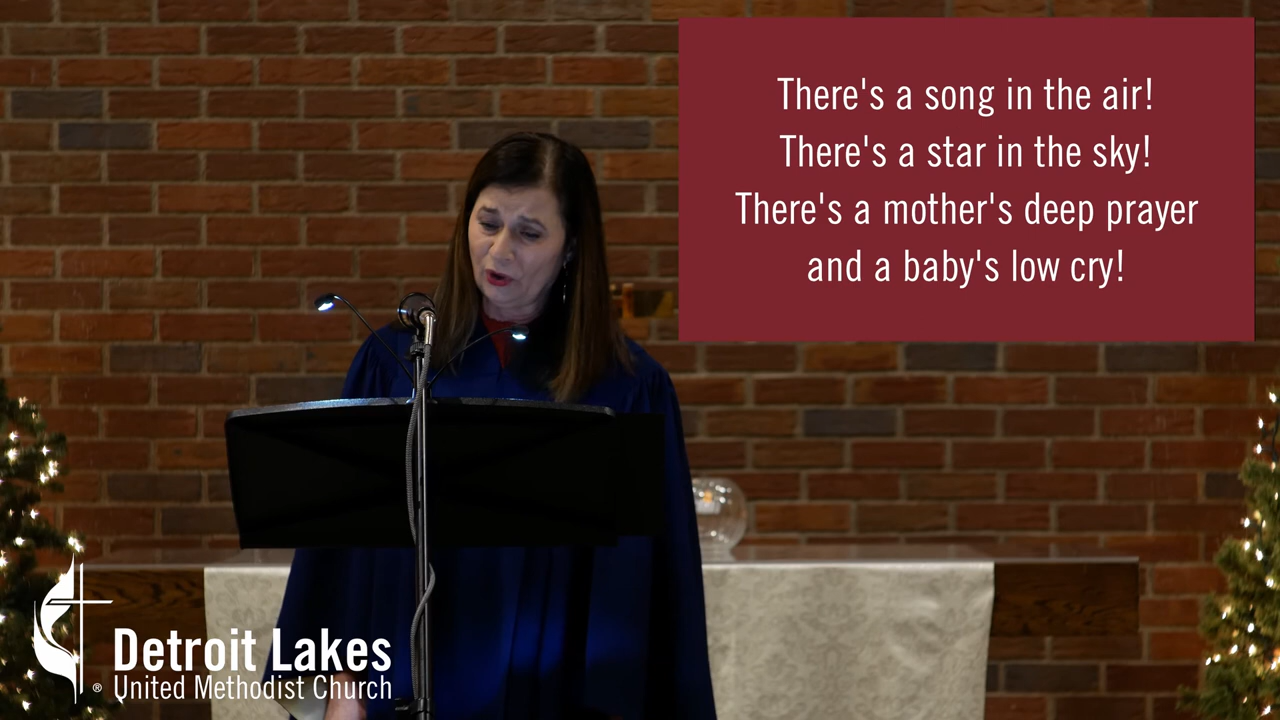 There's a song in the air!
There's a star in the sky!
There's a mother's deep prayer
and a baby's low cry!
Detroit Lakes
® United Methodist Church